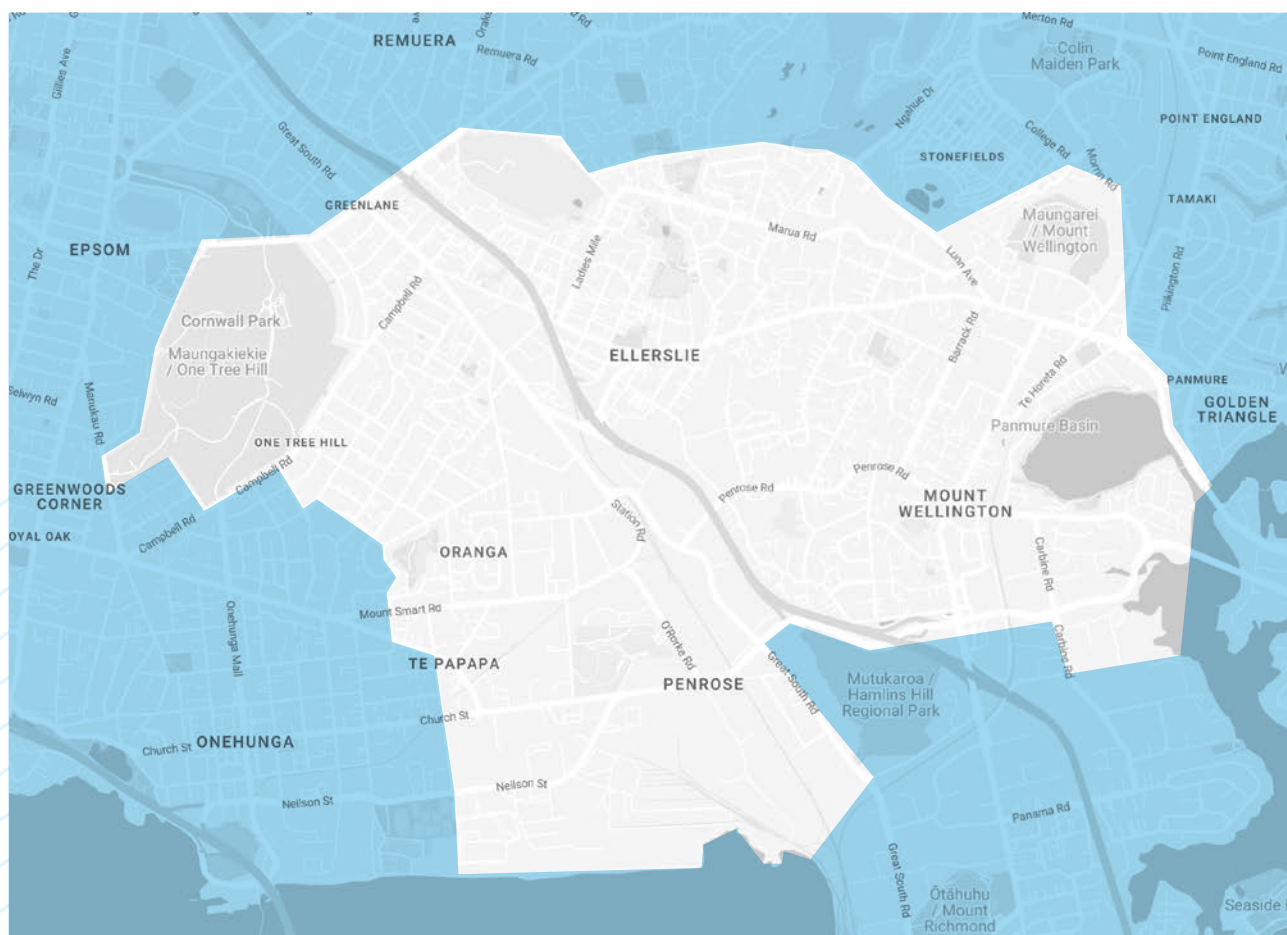 REMUERA
Remuera Rd
Merton Rd
Colin
Maiden Park
Point England Rd
Gillies Ave
Ngahue Dr
POINT ENGLAND
Great South Rd
College Rd
STONEFIELDS
Morrin Rd
TAMAKI
GREENLANE
Maungarei
/ Mount
Wellington
Marua Rd
EPSOM
The Dr
Ladies Mile
Lunn Ave
Pilkington Rd
Campbell Rd
Cornwall Park
Maungakiekie
/ One Tree Hill
ELLERSLIE
Barrack Rd
Te Horeta Rd
PANMURE
Selwyn Rd
Manukau Rd
GOLDEN
TRIANGLE
Panmure Basin
ONE TREE HILL
Campbell Rd
Penrose Rd
GREENWOODS
CORNER
Penrose Rd
MOUNT
WELLINGTON
Station Rd
OYAL OAK
Campbell Rd
ORANGA
Carbine Rd
Onehunga Mall
Mount Smart Rd
O'Rorke Rd
Carbine Rd
TE PAPAPA
Great South Rd
PENROSE
Mutukaroa /
Hamlins Hill
Regional Park
Church St
Church St
ONEHUNGA
Neilson St
Neilson St
Panama Rd
Great South Rd
Ōtāhuhu
/ Mount
Richmond
Seaside